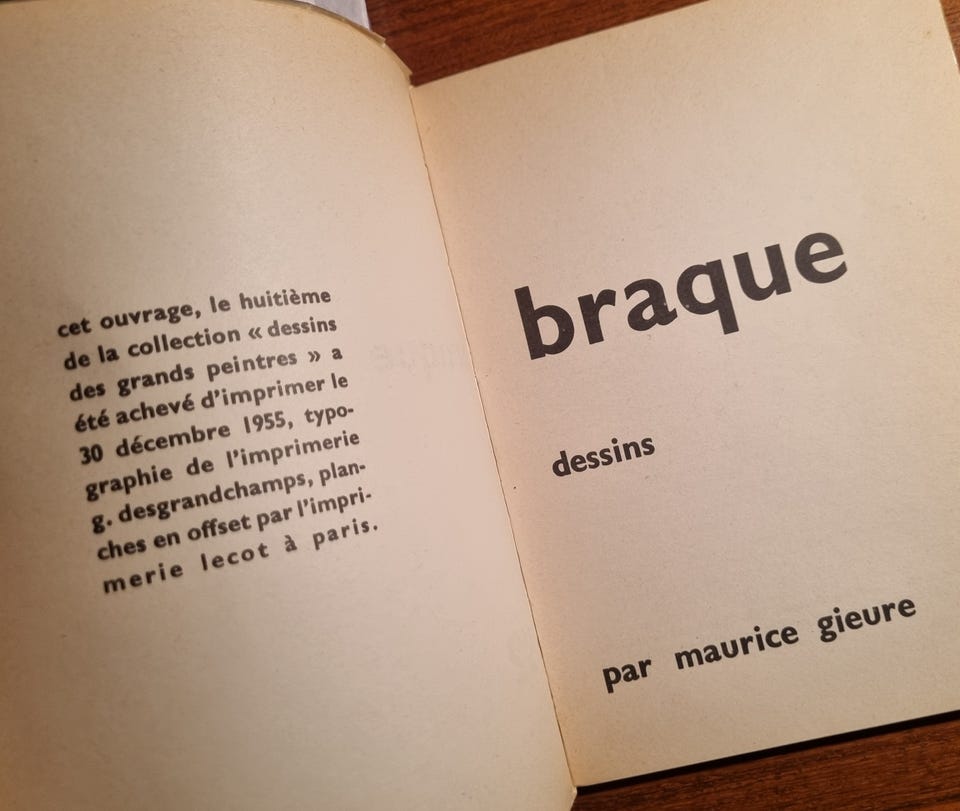 cet ouvrage, le huitième
de la collection « dessins
des grands peintres » a
été achevé d'imprimer le
30 décembre 1955, typo-
graphie de l'imprimerie
g. desgrandchamps, plan-
ches en offset par l'impri-
merie lecot à paris.
braque
dessins
par maurice gieure